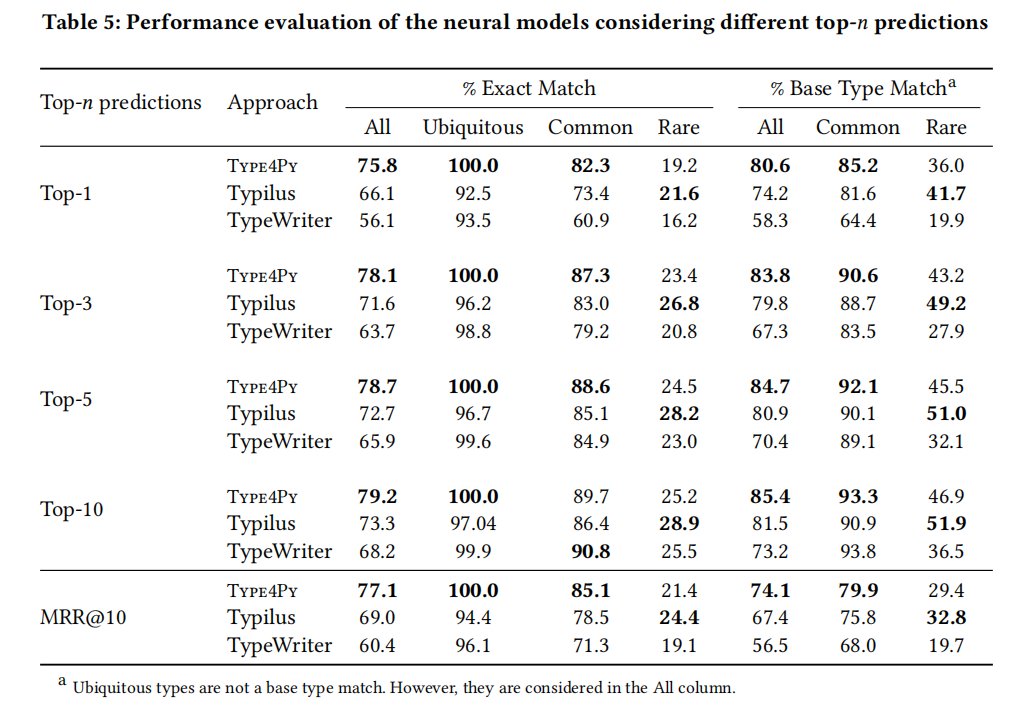 Table 5: Performance evaluation of the neural models considering different top-n predictions
Top-n predictions Approach % Exact Match % Base Type Matchᵃ
All Ubiquitous Common Rare All Common Rare
Top-1 Type4Py 75.8 100.0 82.3 19.2 80.6 85.2 36.0
Typilus 66.1 92.5 73.4 21.6 74.2 81.6 41.7
TypeWriter 56.1 93.5 60.9 16.2 58.3 64.4 19.9
Top-3 Type4Py 78.1 100.0 87.3 23.4 83.8 90.6 43.2
Typilus 71.6 96.2 83.0 26.8 79.8 88.7 49.2
TypeWriter 63.7 98.8 79.2 20.8 67.3 83.5 27.9
Top-5 Type4Py 78.7 100.0 88.6 24.5 84.7 92.1 45.5
Typilus 72.7 96.7 85.1 28.2 80.9 90.1 51.0
TypeWriter 65.9 99.6 84.9 23.0 70.4 89.1 32.1
Top-10 Type4Py 79.2 100.0 89.7 25.2 85.4 93.3 46.9
Typilus 73.3 97.04 86.4 28.9 81.5 90.9 51.9
TypeWriter 68.2 99.9 90.8 25.5 73.2 93.8 36.5
MRR@10 Type4Py 77.1 100.0 85.1 21.4 74.1 79.9 29.4
Typilus 69.0 94.4 78.5 24.4 67.4 75.8 32.8
TypeWriter 60.4 96.1 71.3 19.1 56.5 68.0 19.7
ᵃ Ubiquitous types are not a base type match. However, they are considered in the All column.